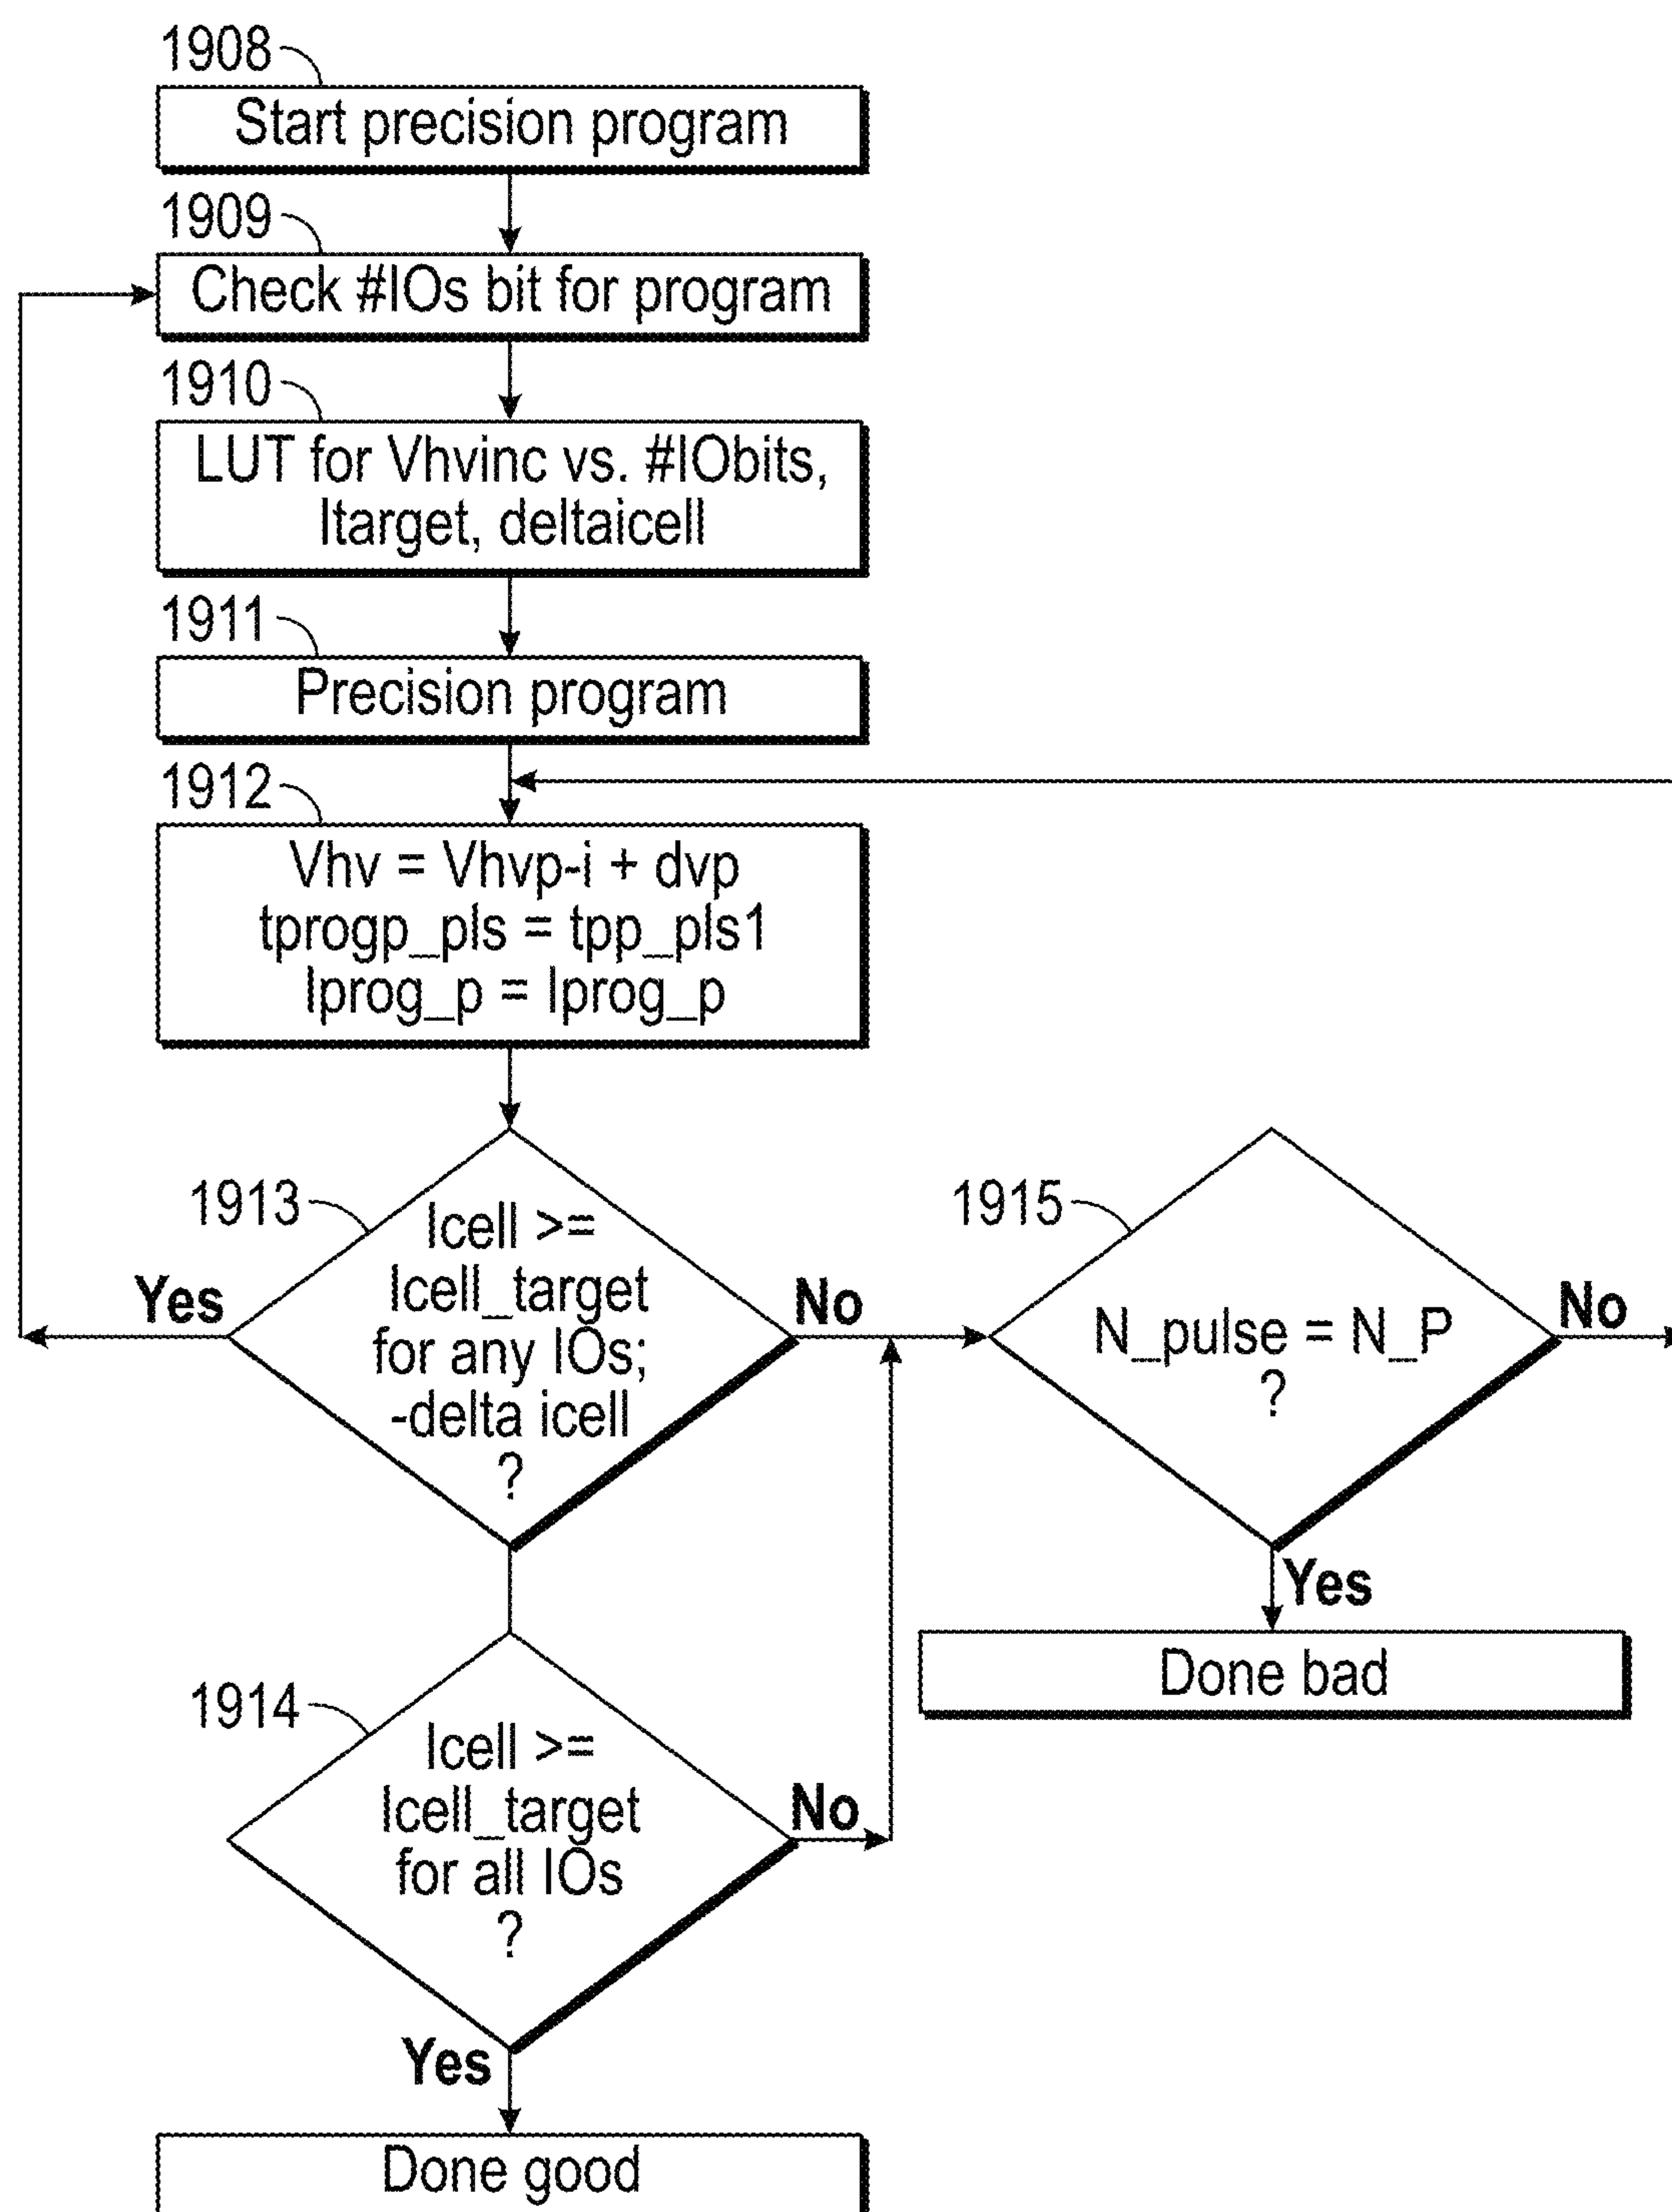 1908
Start precision program
1909
Check #IOs bit for program
1910
LUT for Vhvinc vs. #IObits,
Itarget, deltaicell
1911
Precision program
1912
Vhv = Vhvp-i + dvp
tprogp_pls = tpp_pls1
Iprog_p = Iprog_p
1913
Icell >=
Icell_target
for any IOs;
-delta icell
?
Yes
No
1915
N_pulse = N_P
?
No
Yes
Done bad
1914
Icell >=
Icell_target
for all IOs
?
No
Yes
Done good